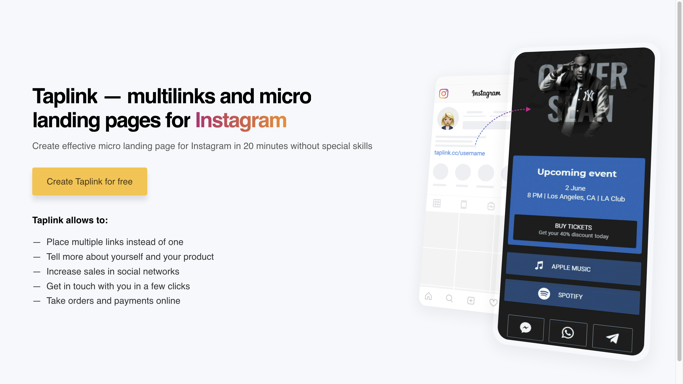 Taplink — multilinks and micro
landing pages for Instagram
Create effective micro landing page for Instagram in 20 minutes without special skills
Create Taplink for free
Taplink allows to:
— Place multiple links instead of one
— Tell more about yourself and your product
— Increase sales in social networks
— Get in touch with you in a few clicks
— Take orders and payments online
Instagram
taplink.cc/username
OLIVER
SEAN
Upcoming event
2 June
8 PM | Los Angeles, CA | LA Club
BUY TICKETS
Get your 40% discount today
APPLE MUSIC
SPOTIFY